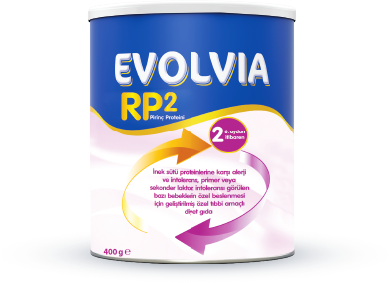 EVOLVIA
RP2
Pirinç Proteini
2 6. aydan
itibaren
İnek sütü proteinlerine karşı alerji
ve intolerans, primer veya
sekonder laktoz intoleransı görülen
bazı bebeklerin özel beslenmesi
için geliştirilmiş özel tıbbi amaçlı
diyet gıda
400 g e